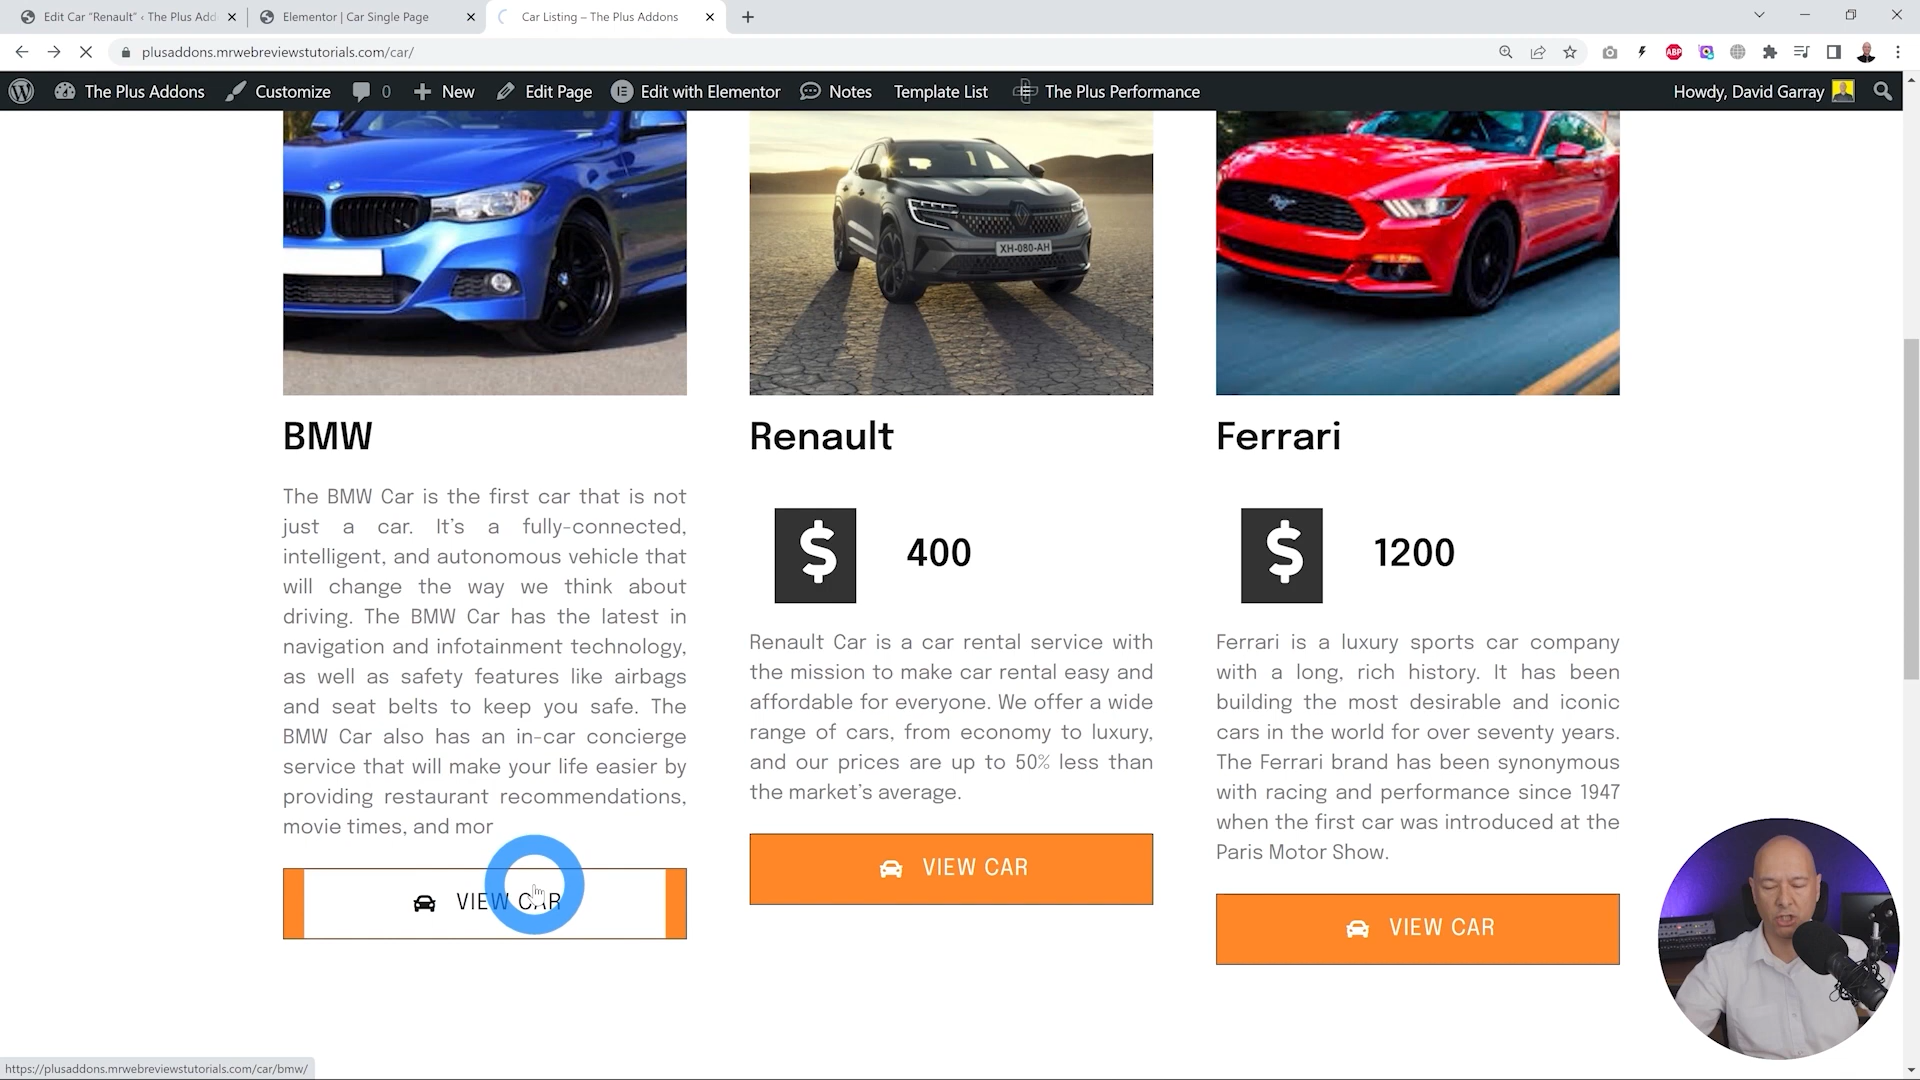 Edit Car “Renault” ‹ The Plus Add
Elementor | Car Single Page
Car Listing – The Plus Addons
plusaddons.mrwebreviewstutorials.com/car/
ABP
The Plus Addons
Customize
0
New
Edit Page
Edit with Elementor
Notes
Template List
The Plus Performance
Howdy, David Garray
XH-080-AH
BMW
The BMW Car is the first car that is not
just a car. It’s a fully-connected,
intelligent, and autonomous vehicle that
will change the way we think about
driving. The BMW Car has the latest in
navigation and infotainment technology,
as well as safety features like airbags
and seat belts to keep you safe. The
BMW Car also has an in-car concierge
service that will make your life easier by
providing restaurant recommendations,
movie times, and mor
VIEW CAR
Renault
$ 400
Renault Car is a car rental service with
the mission to make car rental easy and
affordable for everyone. We offer a wide
range of cars, from economy to luxury,
and our prices are up to 50% less than
the market’s average.
VIEW CAR
Ferrari
$ 1200
Ferrari is a luxury sports car company
with a long, rich history. It has been
building the most desirable and iconic
cars in the world for over seventy years.
The Ferrari brand has been synonymous
with racing and performance since 1947
when the first car was introduced at the
Paris Motor Show.
VIEW CAR
https://plusaddons.mrwebreviewstutorials.com/car/bmw/